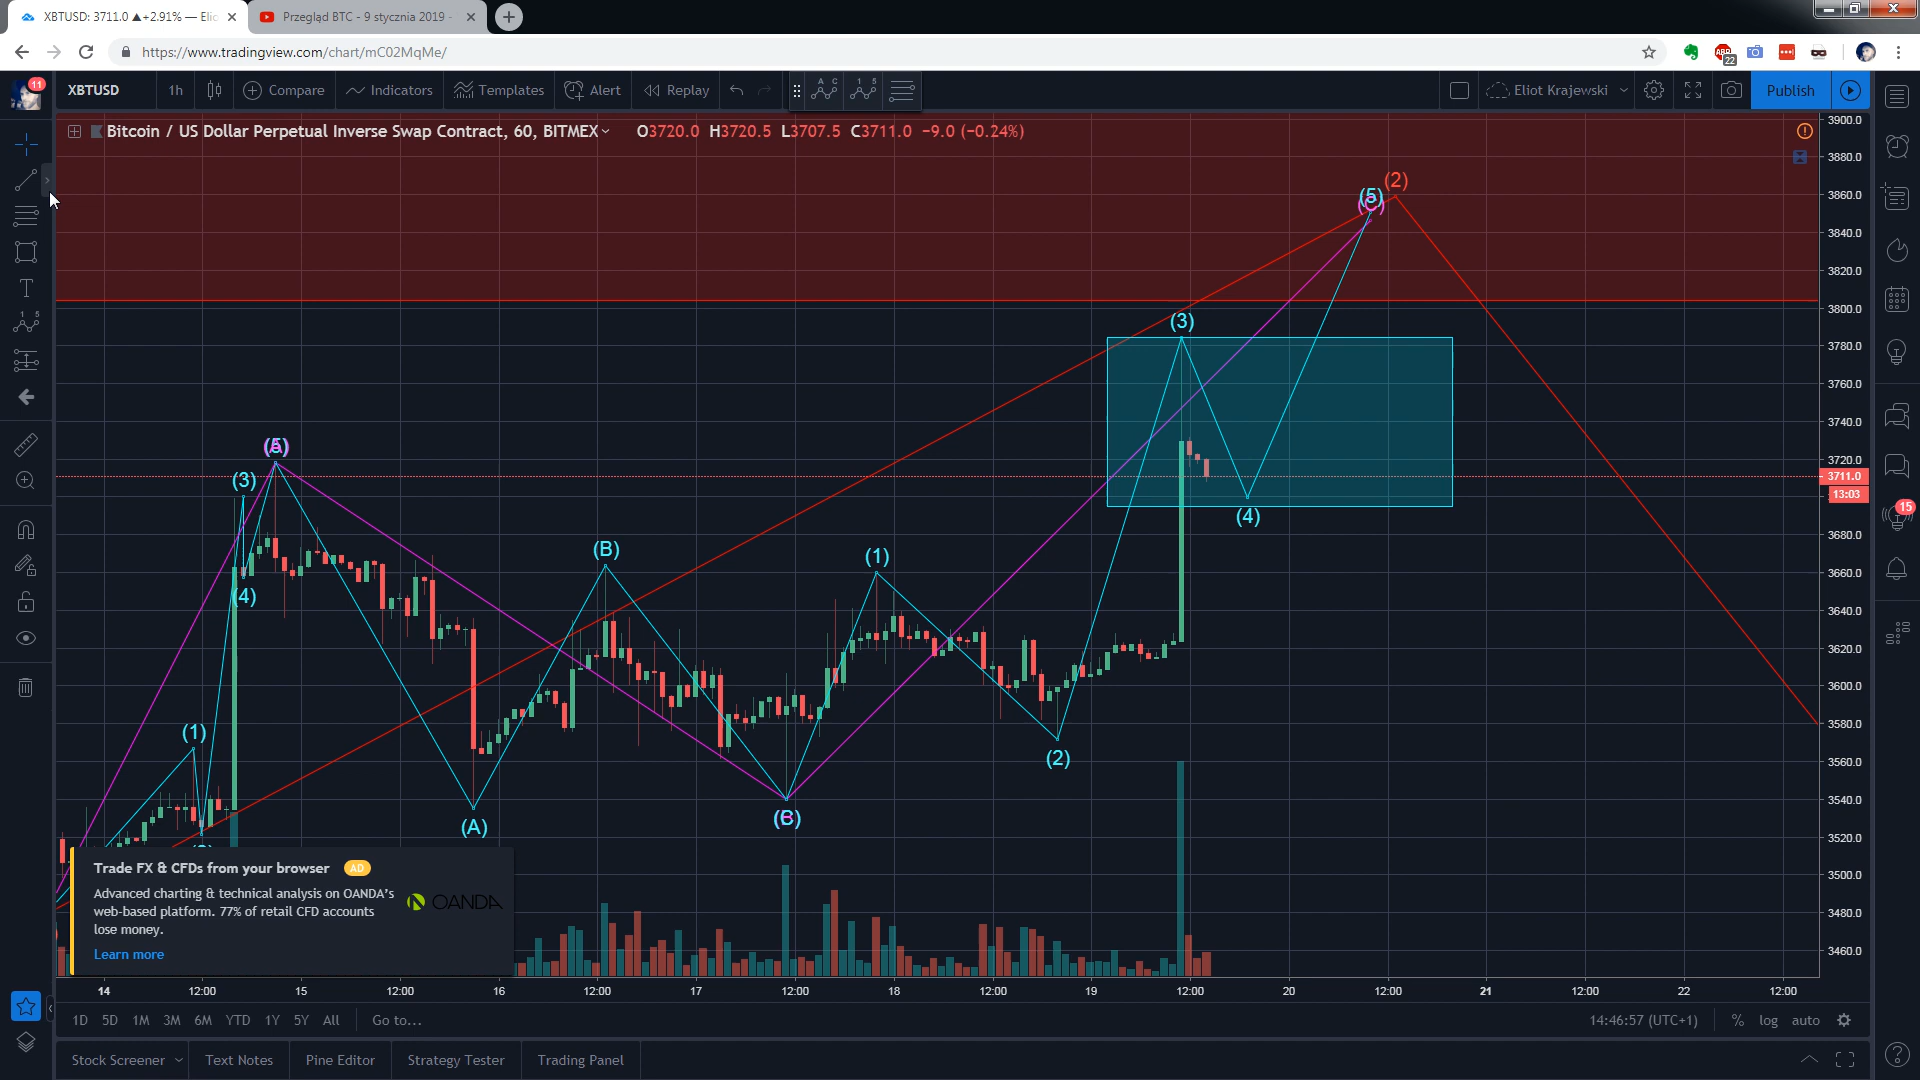 XBTUSD: 3711.0 ▲+2.91% — Elio
Przegląd BTC - 9 stycznia 2019 -
https://www.tradingview.com/chart/mC02MqMe/
22
11
XBTUSD 1h Compare Indicators Templates Alert Replay A C 1 5 Eliot Krajewski Publish
Bitcoin / US Dollar Perpetual Inverse Swap Contract, 60, BITMEX O3720.0 H3720.5 L3707.5 C3711.0 -9.0 (-0.24%)
3900.0
3880.0
(2)
(5)
3860.0
3840.0
3820.0
3800.0
(3)
3780.0
3760.0
3740.0
(3)
3720.0
3711.0
13:03
(4)
3680.0
(B)
(1)
3660.0
(4)
3640.0
3620.0
3600.0
(1)
3580.0
(2)
3560.0
3540.0
(A)
3520.0
3500.0
3480.0
3460.0
15
Trade FX & CFDs from your browser AD
Advanced charting & technical analysis on OANDA's
web-based platform. 77% of retail CFD accounts
lose money.
OANDA
Learn more
14 12:00 15 12:00 16 12:00 17 12:00 18 12:00 19 12:00 20 12:00 21 12:00 22 12:00
1D 5D 1M 3M 6M YTD 1Y 5Y All Go to... 14:46:57 (UTC+1) % log auto
Stock Screener Text Notes Pine Editor Strategy Tester Trading Panel